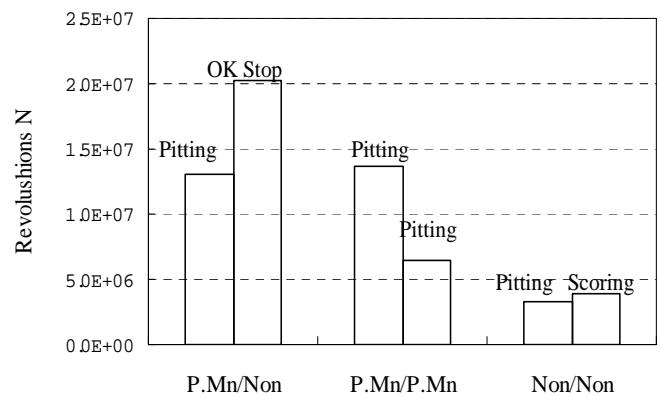 2.5E+07
2.0E+07
1.5E+07
1.0E+07
5.0E+06
0.0E+00
Revolushions N
Pitting
OK Stop
Pitting
Pitting
Pitting
Scoring
P.Mn/Non
P.Mn/P.Mn
Non/Non